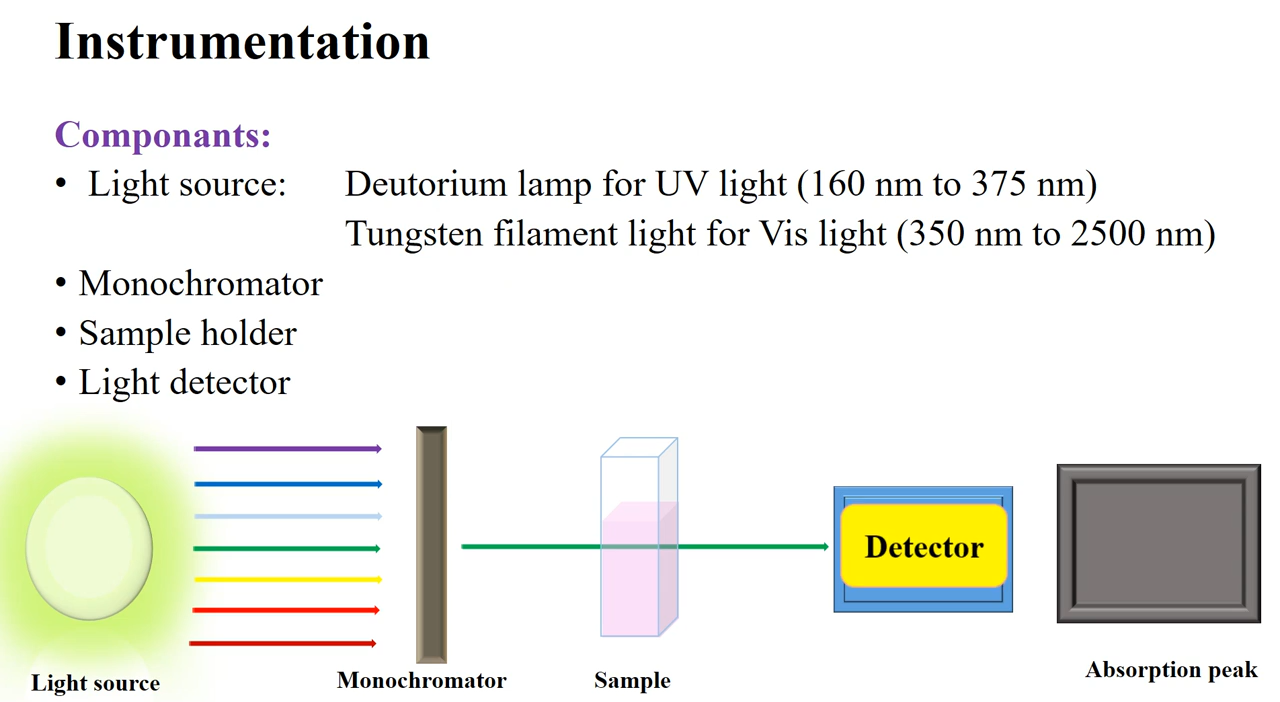 Instrumentation
Componants:
• Light source: Deutorium lamp for UV light (160 nm to 375 nm)
Tungsten filament light for Vis light (350 nm to 2500 nm)
• Monochromator
• Sample holder
• Light detector
Detector
Light source
Monochromator
Sample
Absorption peak